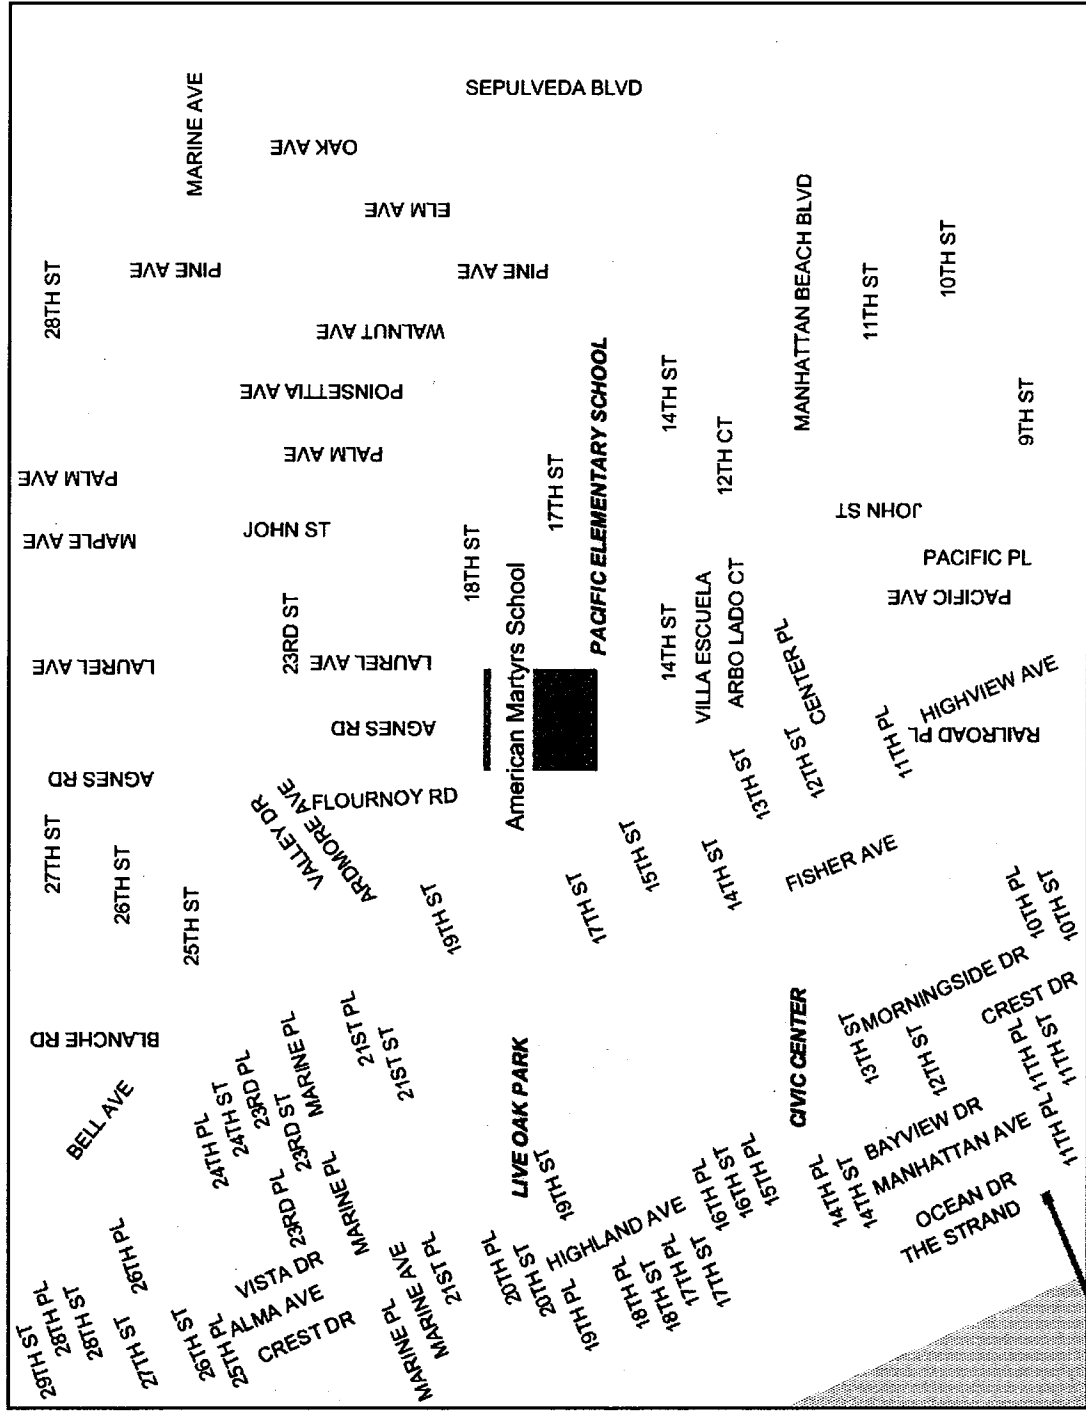 SEPULVEDA BLVD
MARINE AVE
OAK AVE
ELM AVE
MANHATTAN BEACH BLVD
28TH ST
PINE AVE
PINE AVE
10TH ST
11TH ST
WALNUT AVE
POINSETTIA AVE
14TH ST
9TH ST
PALM AVE
PALM AVE
12TH CT
17TH ST
PACIFIC ELEMENTARY SCHOOL
JOHN ST
JOHN ST
MAPLE AVE
18TH ST
PACIFIC PL
PACIFIC AVE
23RD ST
14TH ST
VILLA ESCUELA
ARBO LADO CT
CENTER PL
LAUREL AVE
LAUREL AVE
American Martyrs School
HIGHVIEW AVE
AGNES RD
11TH PL
RAILROAD PL
12TH ST
13TH ST
AGNES RD
FLOURNOY RD
VALLEY DR
ARDMORE AVE
27TH ST
26TH ST
25TH ST
15TH ST
14TH ST
FISHER AVE
19TH ST
17TH ST
10TH PL
10TH ST
MORNINGSIDE DR
CREST DR
BLANCHE RD
21ST PL
21ST ST
MARINE PL
CIVIC CENTER
13TH ST
12TH ST
11TH PL
11TH ST
BELL AVE
24TH PL
24TH ST
23RD PL
23RD ST
LIVE OAK PARK
BAYVIEW DR
MANHATTAN AVE
11TH PL
19TH ST
16TH PL
16TH ST
15TH PL
14TH PL
14TH ST
23RD PL
MARINE PL
HIGHLAND AVE
OCEAN DR
THE STRAND
26TH PL
VISTA DR
ALMA AVE
CREST DR
MARINE AVE
21ST PL
MARINE PL
20TH PL
20TH ST
19TH PL
18TH PL
18TH ST
17TH PL
17TH ST
29TH ST
28TH PL
28TH ST
27TH ST
26TH ST
25TH PL